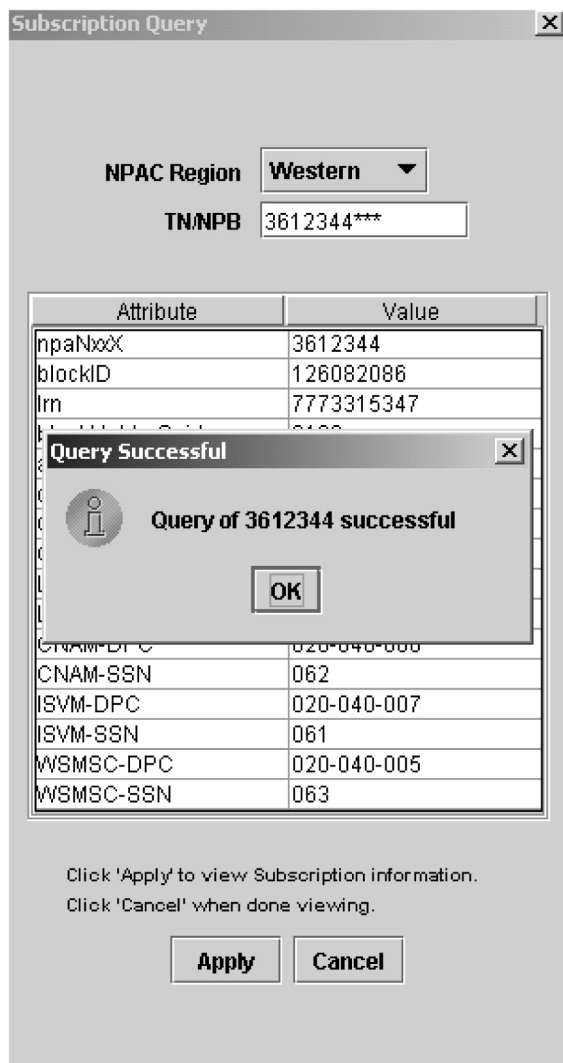 Subscription Query
NPAC Region Western
TN/NPB 3612344***
Attribute Value
npaNxxX 3612344
blockID 126082086
lrn 7773315347
Query Successful
Query of 3612344 successful
OK
CNAM-DPC
CNAM-SSN 062
ISVM-DPC 020-040-007
ISVM-SSN 061
WSMSC-DPC 020-040-005
WSMSC-SSN 063
Click 'Apply' to view Subscription information.
Click 'Cancel' when done viewing.
Apply Cancel